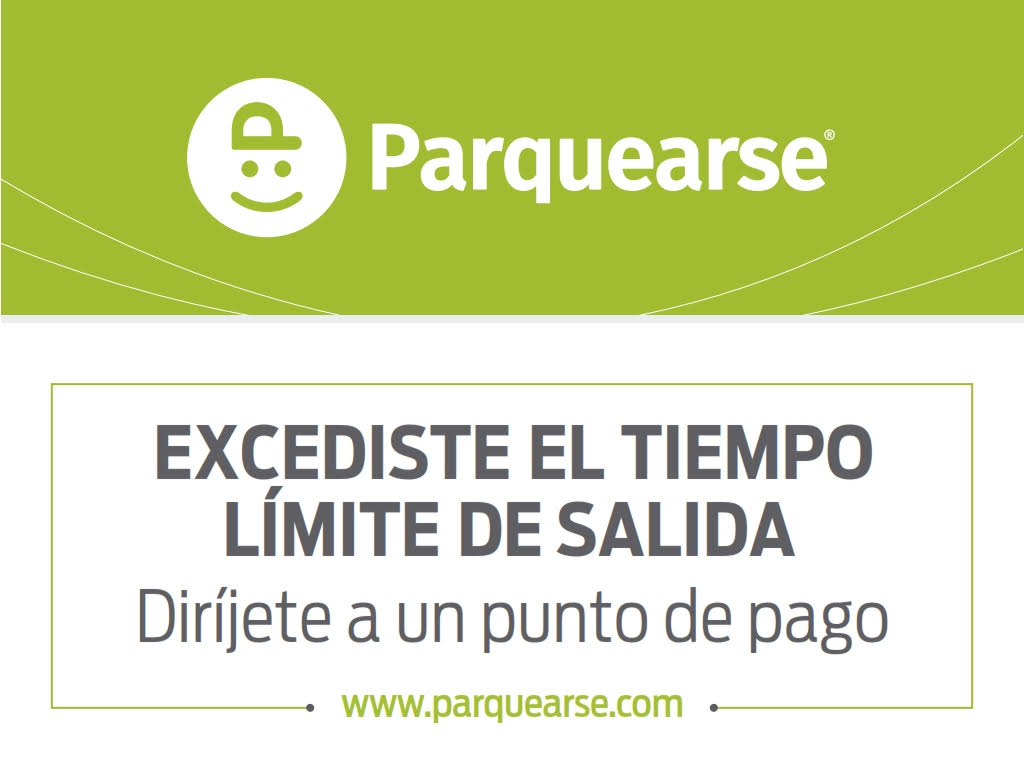 Parquearse®
EXCEDISTE EL TIEMPO
LÍMITE DE SALIDA
Diríjete a un punto de pago
www.parquearse.com